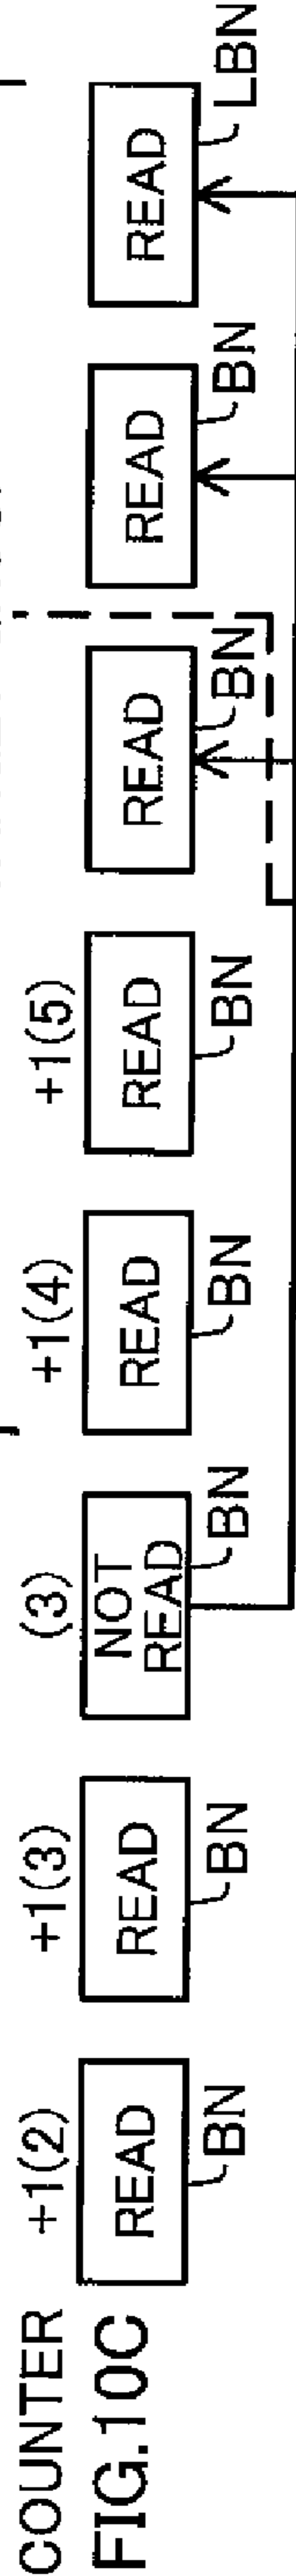 COUNTER +1(2) +1(3) (3) +1(4) +1(5)
READ READ NOT READ READ READ READ READ READ
BN BN BN BN BN BN BN LBN
FIG.10C